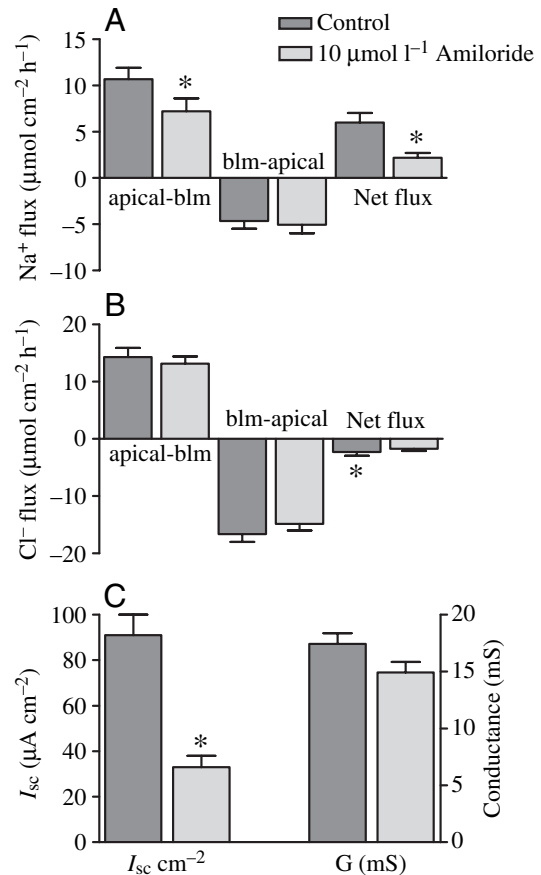 A
Control
10 μmol l⁻¹ Amiloride
15
10
5
0
–5
–10
Na⁺ flux (μmol cm⁻² h⁻¹)
*
*
blm-apical
apical-blm
Net flux
B
20
10
0
–10
–20
Cl⁻ flux (μmol cm⁻² h⁻¹)
blm-apical
Net flux
apical-blm
*
C
100
80
60
40
20
0
Isc (μA cm⁻²)
*
20
15
10
5
0
Conductance (mS)
Isc cm⁻²
G (mS)